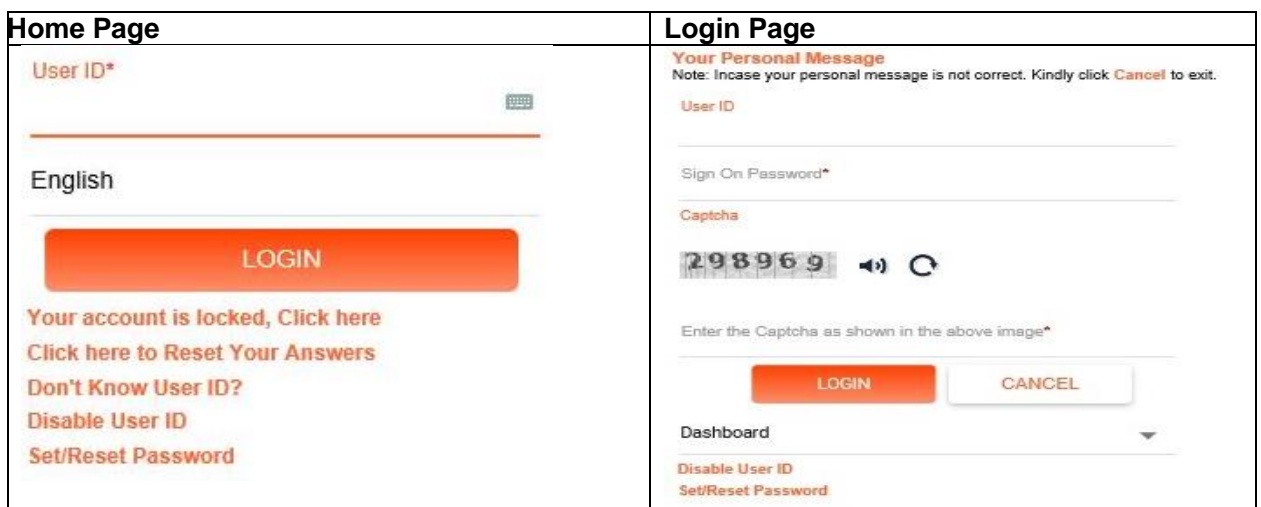 Home Page
User ID*
English
LOGIN
Your account is locked, Click here
Click here to Reset Your Answers
Don't Know User ID?
Disable User ID
Set/Reset Password
Login Page
Your Personal Message
Note: Incase your personal message is not correct. Kindly click Cancel to exit.
User ID
Sign On Password*
Captcha
298969
Enter the Captcha as shown in the above image*
LOGIN CANCEL
Dashboard
Disable User ID
Set/Reset Password